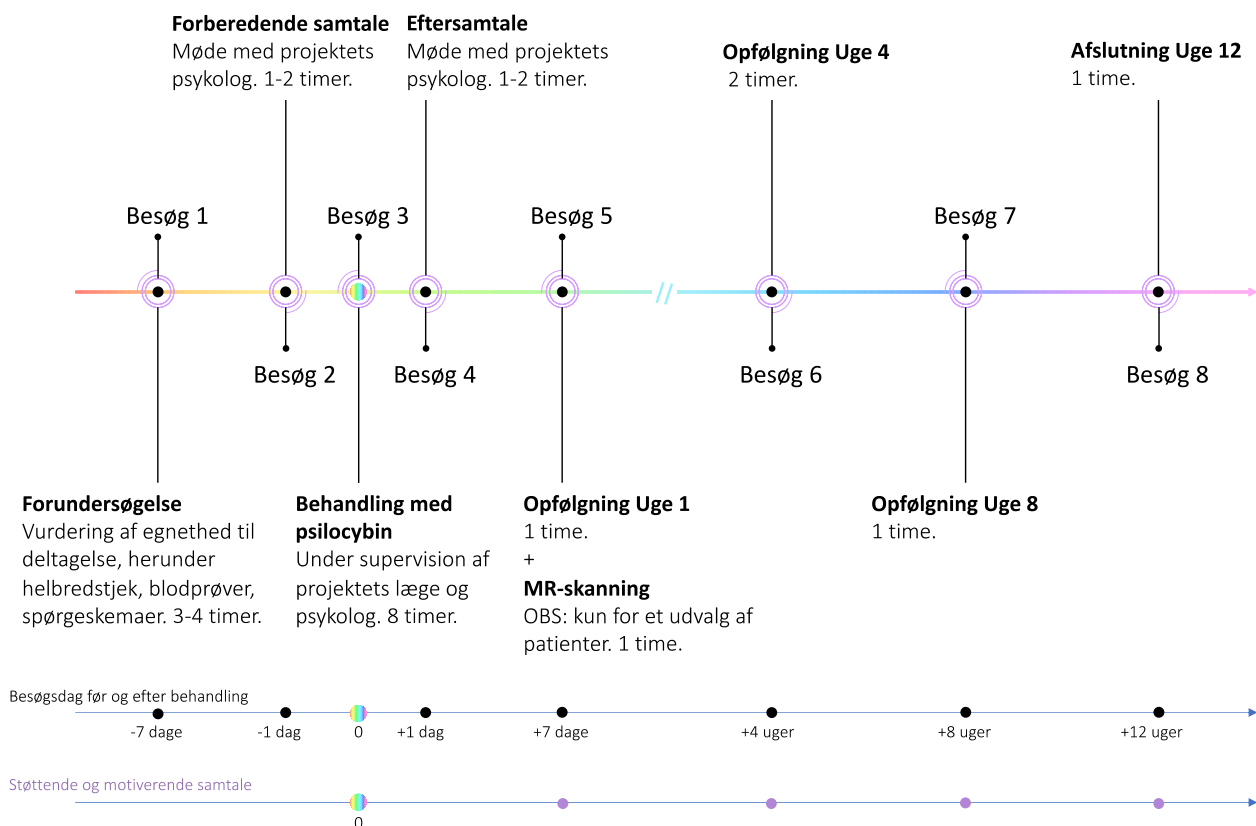 Forberedende samtale
Møde med projektets
psykolog. 1-2 timer.
Eftersamtale
Møde med projektets
psykolog. 1-2 timer.
Opfølgning Uge 4
2 timer.
Afslutning Uge 12
1 time.
Besøg 1
Besøg 3
Besøg 5
Besøg 7
//
Besøg 2
Besøg 4
Besøg 6
Besøg 8
Forundersøgelse
Vurdering af egnethed til
deltagelse, herunder
helbredstjek, blodprøver,
spørgeskemaer. 3-4 timer.
Behandling med
psilocybin
Under supervision af
projektets læge og
psykolog. 8 timer.
Opfølgning Uge 1
1 time.
+
MR-skanning
OBS: kun for et udvalg af
patienter. 1 time.
Opfølgning Uge 8
1 time.
Besøgsdag før og efter behandling
-7 dage
-1 dag
0
+1 dag
+7 dage
+4 uger
+8 uger
+12 uger
Støttende og motiverende samtale
0